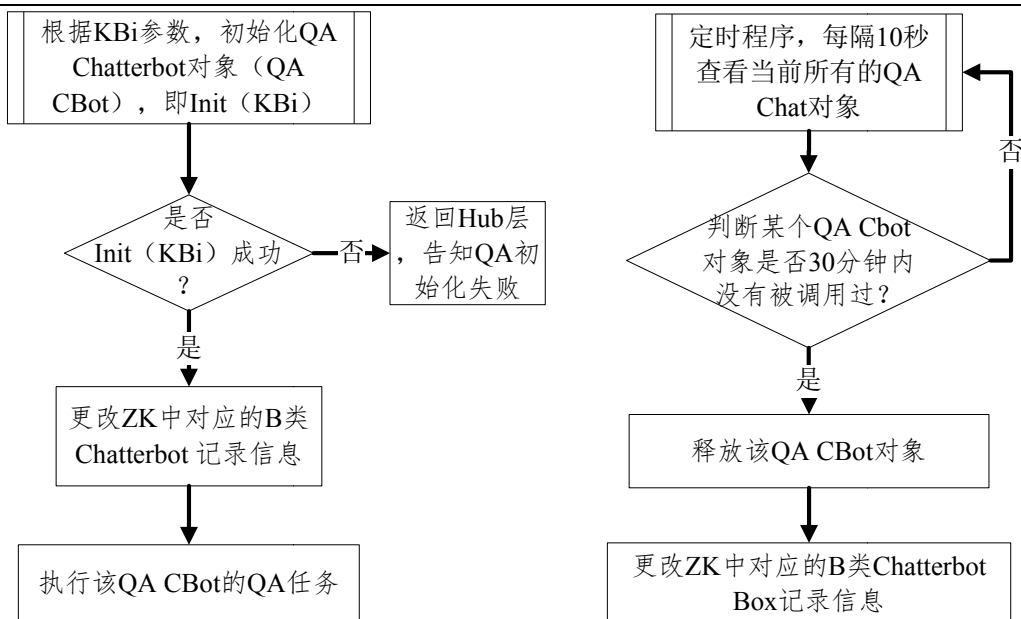 根据KBi参数，初始化QA
Chatterbot对象（QA
CBot），即Init（KBi）
是否
Init（KBi）成功
？
否
返回Hub层
，告知QA初
始化失败
是
更改ZK中对应的B类
Chatterbot 记录信息
执行该QA CBot的QA任务
定时程序，每隔10秒
查看当前所有的QA
Chat对象
否
判断某个QA Cbot
对象是否30分钟内
没有被调用过？
是
释放该QA CBot对象
更改ZK中对应的B类Chatterbot
Box记录信息